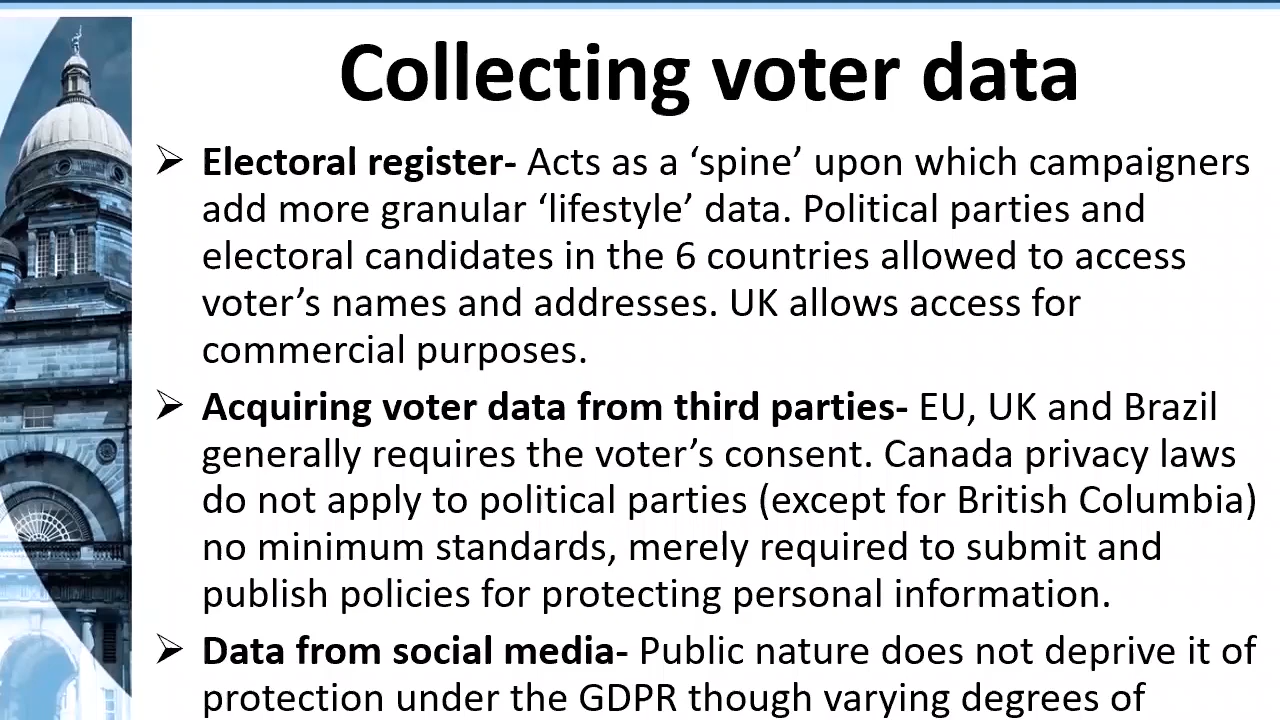 Collecting voter data
➢ Electoral register- Acts as a ‘spine’ upon which campaigners
add more granular ‘lifestyle’ data. Political parties and
electoral candidates in the 6 countries allowed to access
voter’s names and addresses. UK allows access for
commercial purposes.
➢ Acquiring voter data from third parties- EU, UK and Brazil
generally requires the voter’s consent. Canada privacy laws
do not apply to political parties (except for British Columbia)
no minimum standards, merely required to submit and
publish policies for protecting personal information.
➢ Data from social media- Public nature does not deprive it of
protection under the GDPR though varying degrees of